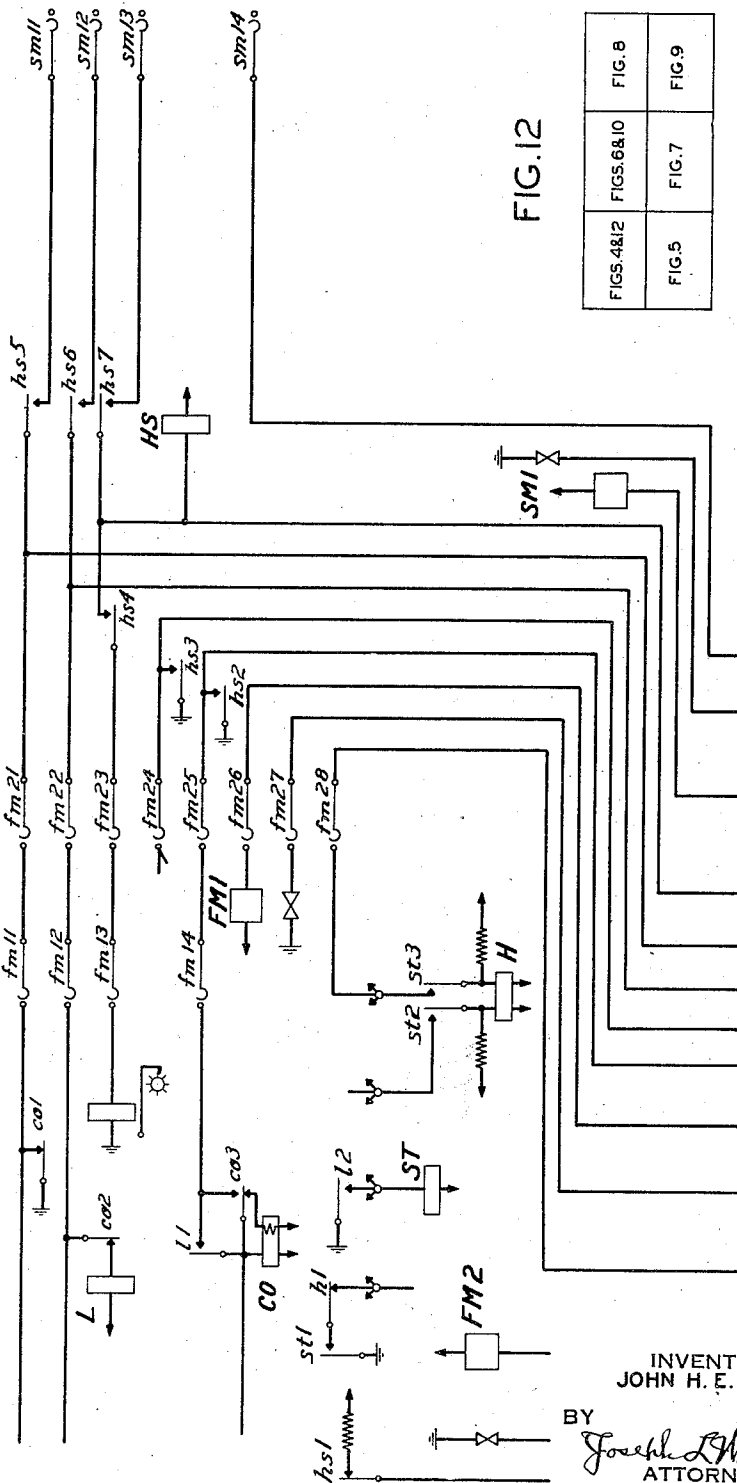 sm11
sm12
sm13
sm14
hs5
hs6
hs7
HS
SM1
hs4
hs3
hs2
fm21
fm22
fm23
fm24
fm25
fm26
fm27
fm28
FM1
fm11
fm12
fm13
fm14
st3
st2
H
co1
co2
L
l1
co3
CO
l2
ST
h1
st1
FM2
hs1
FIG.12
FIGS.4&12 FIGS.6&10 FIG.8
FIG.5 FIG.7 FIG.9
INVENT
JOHN H. E.
BY
ATTORN